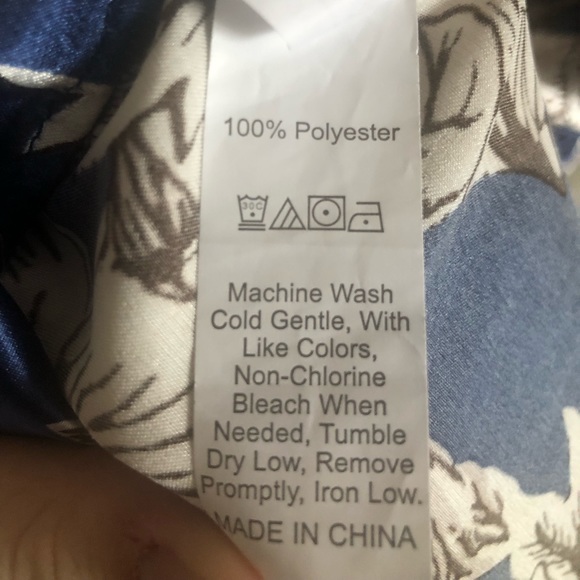 100% Polyester
30C
Machine Wash
Cold Gentle, With
Like Colors,
Non-Chlorine
Bleach When
Needed, Tumble
Dry Low, Remove
Promptly, Iron Low.
MADE IN CHINA